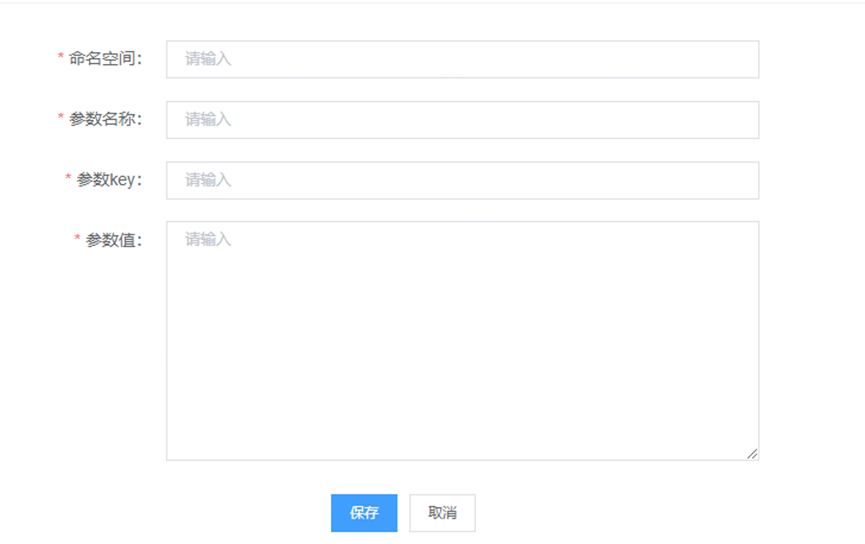 * 命名空间： 请输入
* 参数名称： 请输入
* 参数key： 请输入
* 参数值： 请输入
保存 取消